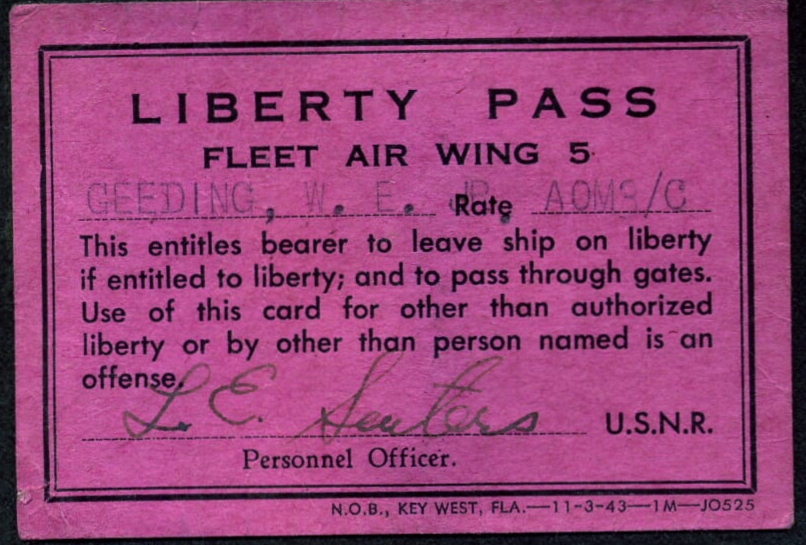 LIBERTY PASS
FLEET AIR WING 5
GEEDING, W. E. JR. Rate AOM3/C
This entitles bearer to leave ship on liberty
if entitled to liberty; and to pass through gates.
Use of this card for other than authorized
liberty or by other than person named is an
offense.
L. E. Senters U.S.N.R.
Personnel Officer.
N.O.B., KEY WEST, FLA.—11-3-43—1M—JO525